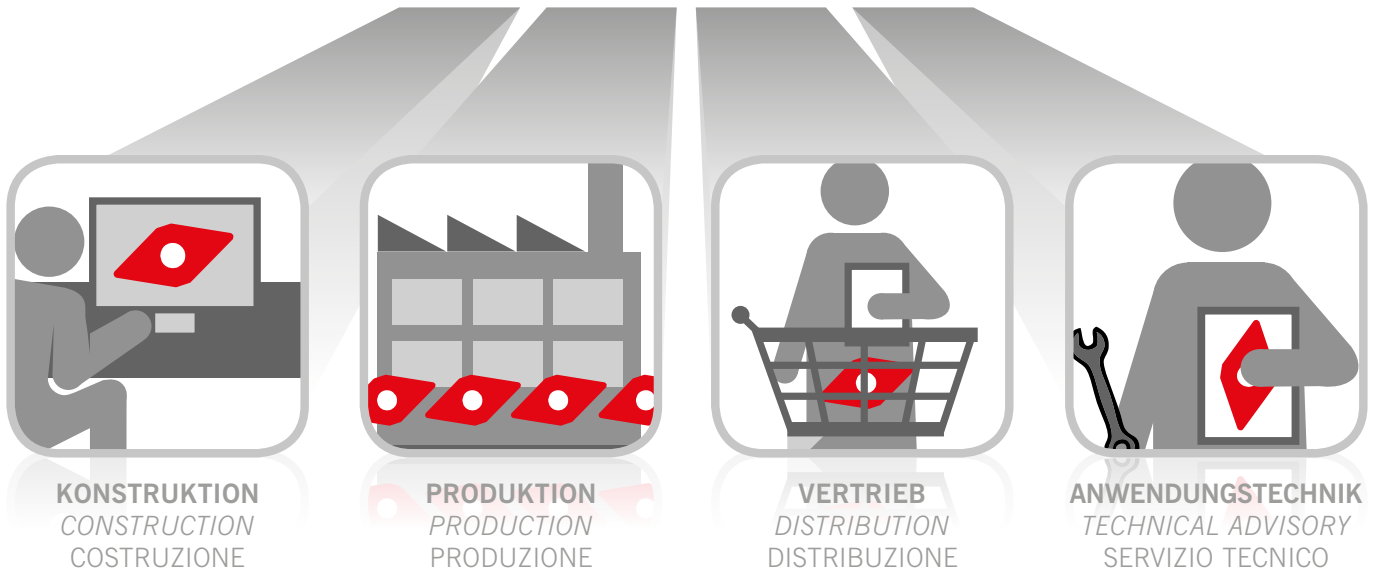 KONSTRUKTION
CONSTRUCTION
COSTRUZIONE
PRODUKTION
PRODUCTION
PRODUZIONE
VERTRIEB
DISTRIBUTION
DISTRIBUZIONE
ANWENDUNGSTECHNIK
TECHNICAL ADVISORY
SERVIZIO TECNICO